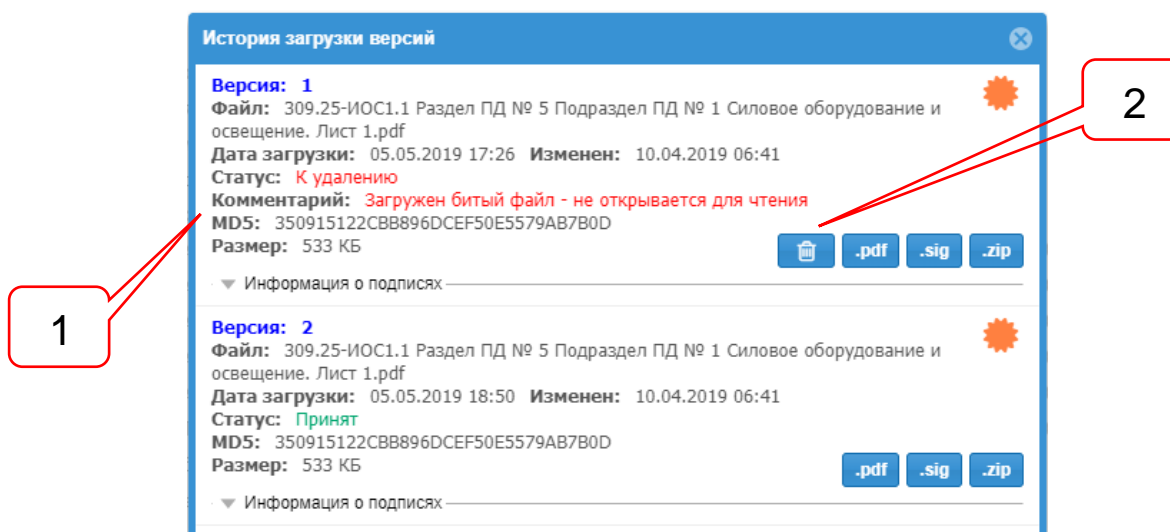 История загрузки версий
Версия: 1
Файл: 309.25-ИОС1.1 Раздел ПД № 5 Подраздел ПД № 1 Силовое оборудование и
освещение. Лист 1.pdf
Дата загрузки: 05.05.2019 17:26 Изменен: 10.04.2019 06:41
Статус: К удалению
Комментарий: Загружен битый файл - не открывается для чтения
MD5: 350915122CBB896DCEF50E5579AB7B0D
Размер: 533 КБ
.pdf .sig .zip
Информация о подписях
Версия: 2
Файл: 309.25-ИОС1.1 Раздел ПД № 5 Подраздел ПД № 1 Силовое оборудование и
освещение. Лист 1.pdf
Дата загрузки: 05.05.2019 18:50 Изменен: 10.04.2019 06:41
Статус: Принят
MD5: 350915122CBB896DCEF50E5579AB7B0D
Размер: 533 КБ
.pdf .sig .zip
Информация о подписях
1
2